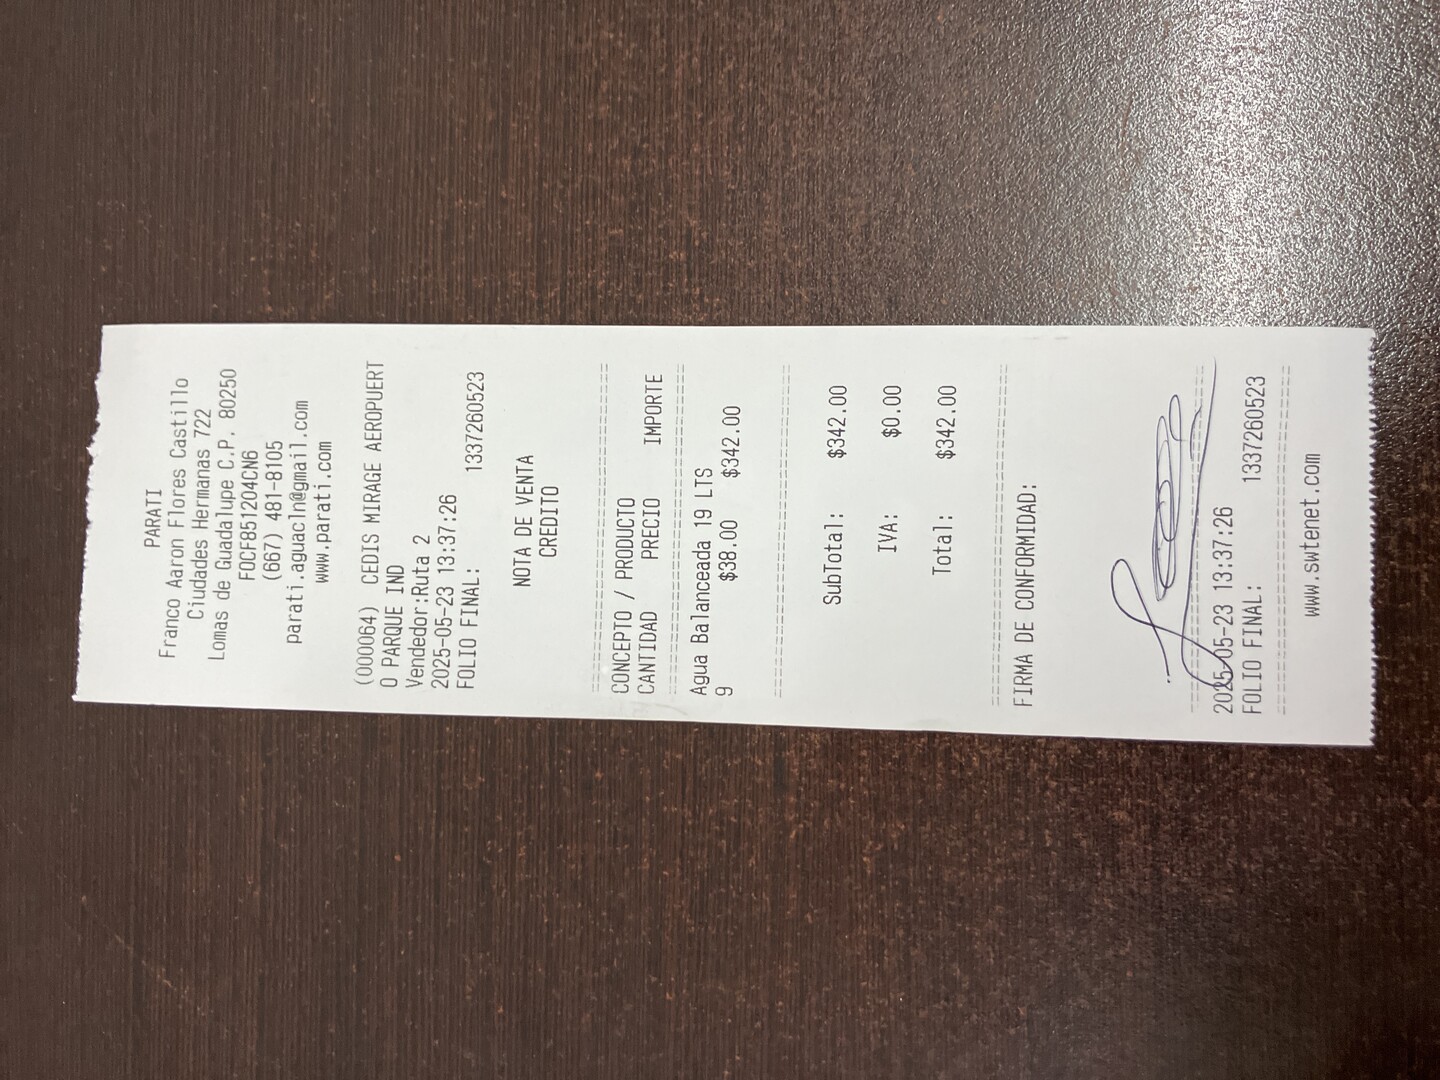 PARATI
Franco Aaron Flores Castillo
Ciudades Hermanas 722
Lomas de Guadalupe C.P. 80250
FOCF851204CN6
(667) 481-8105
parati.aguacln@gmail.com
www.parati.com
(000064) CEDIS MIRAGE AEROPUERT
O PARQUE IND
Vendedor:Ruta 2
2025-05-23 13:37:26
FOLIO FINAL: 1337260523
NOTA DE VENTA
CREDITO
CONCEPTO / PRODUCTO
CANTIDAD PRECIO IMPORTE
Agua Balanceada 19 LTS
9 $38.00 $342.00
SubTotal: $342.00
IVA: $0.00
Total: $342.00
FIRMA DE CONFORMIDAD:
2025-05-23 13:37:26
FOLIO FINAL: 1337260523
www.swtenet.com